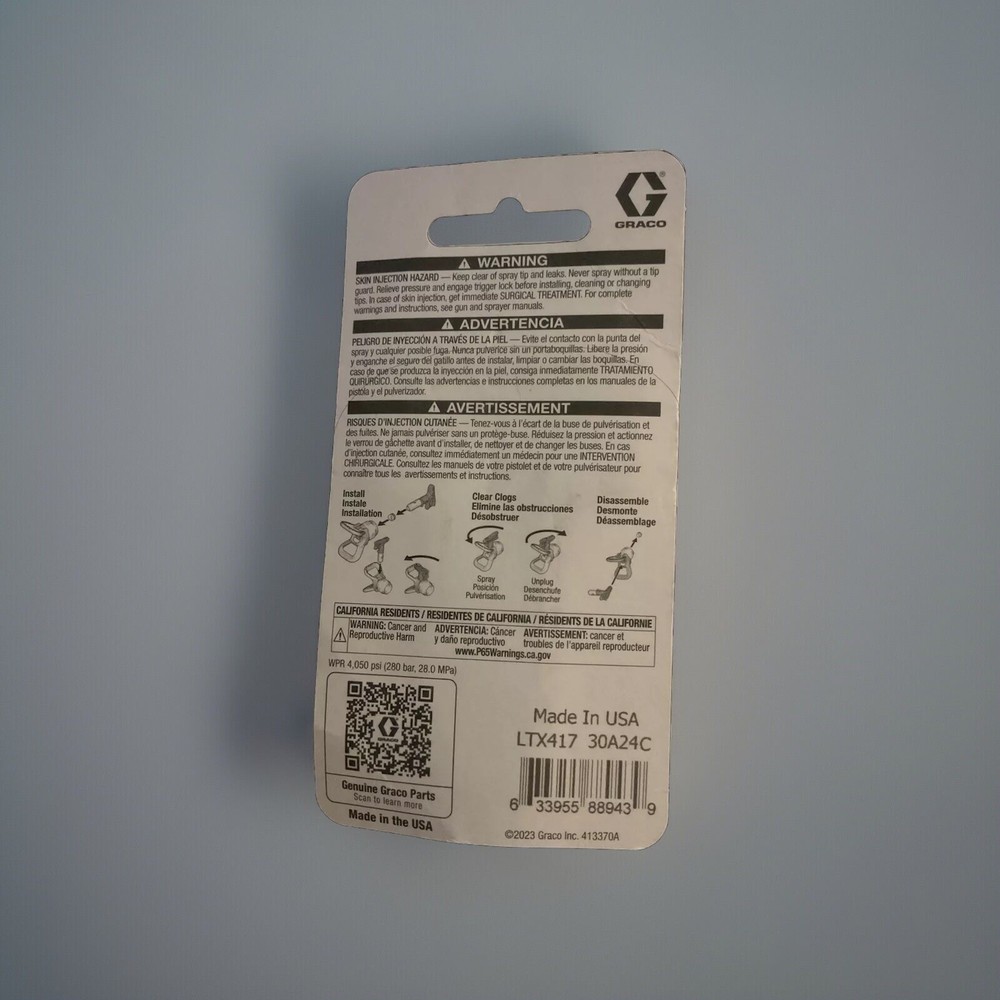 GRACO
WARNING
SKIN INJECTION HAZARD — Keep clear of spray tip and leaks. Never spray without a tip
guard. Relieve pressure and engage trigger lock before installing, cleaning or changing
tips. In case of skin injection, get immediate SURGICAL TREATMENT. For complete
warnings and instructions, see gun and sprayer manuals.
ADVERTENCIA
PELIGRO DE INYECCIÓN A TRAVÉS DE LA PIEL — Evite el contacto con la punta del
spray y cualquier posible fuga. Nunca pulverice sin un portaboquillas. Libere la presión
y enganche el seguro del gatillo antes de instalar, limpiar o cambiar las boquillas. En
caso de que se produzca la inyección en la piel, consiga immediatamente TRATAMIENTO
QUIRÚRGICO. Consulte las advertencias e instrucciones completas en los manuales de la
pistola y el pulverizador.
AVERTISSEMENT
RISQUES D'INJECTION CUTANÉE — Tenez-vous à l'écart de la buse de pulvérisation et
des fuites. Ne jamais pulvériser sans un protège-buse. Réduisez la pression et actionnez
le verrou de gâchette avant d'installer, de nettoyer et de changer les buses. En cas
d'injection cutanée, consultez immédiatement un médecin pour une INTERVENTION
CHIRURGICALE. Consultez les manuels de votre pistolet et de votre pulvérisateur pour
connaître tous les avertissements et instructions.
Install
Instale
Installation
Clear Clogs
Elimine las obstrucciones
Désobstruer
Disassemble
Desmonte
Déassemblage
Spray
Posición
Pulvérisation
Unplug
Desenchufe
Débrancher
CALIFORNIA RESIDENTS / RESIDENTES DE CALIFORNIA / RÉSIDENTS DE LA CALIFORNIE
WARNING: Cancer and
Reproductive Harm
ADVERTENCIA: Cáncer
y daño reproductivo
AVERTISSEMENT: cancer et
troubles de l'appareil reproducteur
www.P65Warnings.ca.gov
WPR 4,050 psi (280 bar, 28.0 MPa)
Genuine Graco Parts
Scan to learn more
Made in the USA
Made In USA
LTX417 30A24C
6 33955 88943 9
©2023 Graco Inc. 413370A